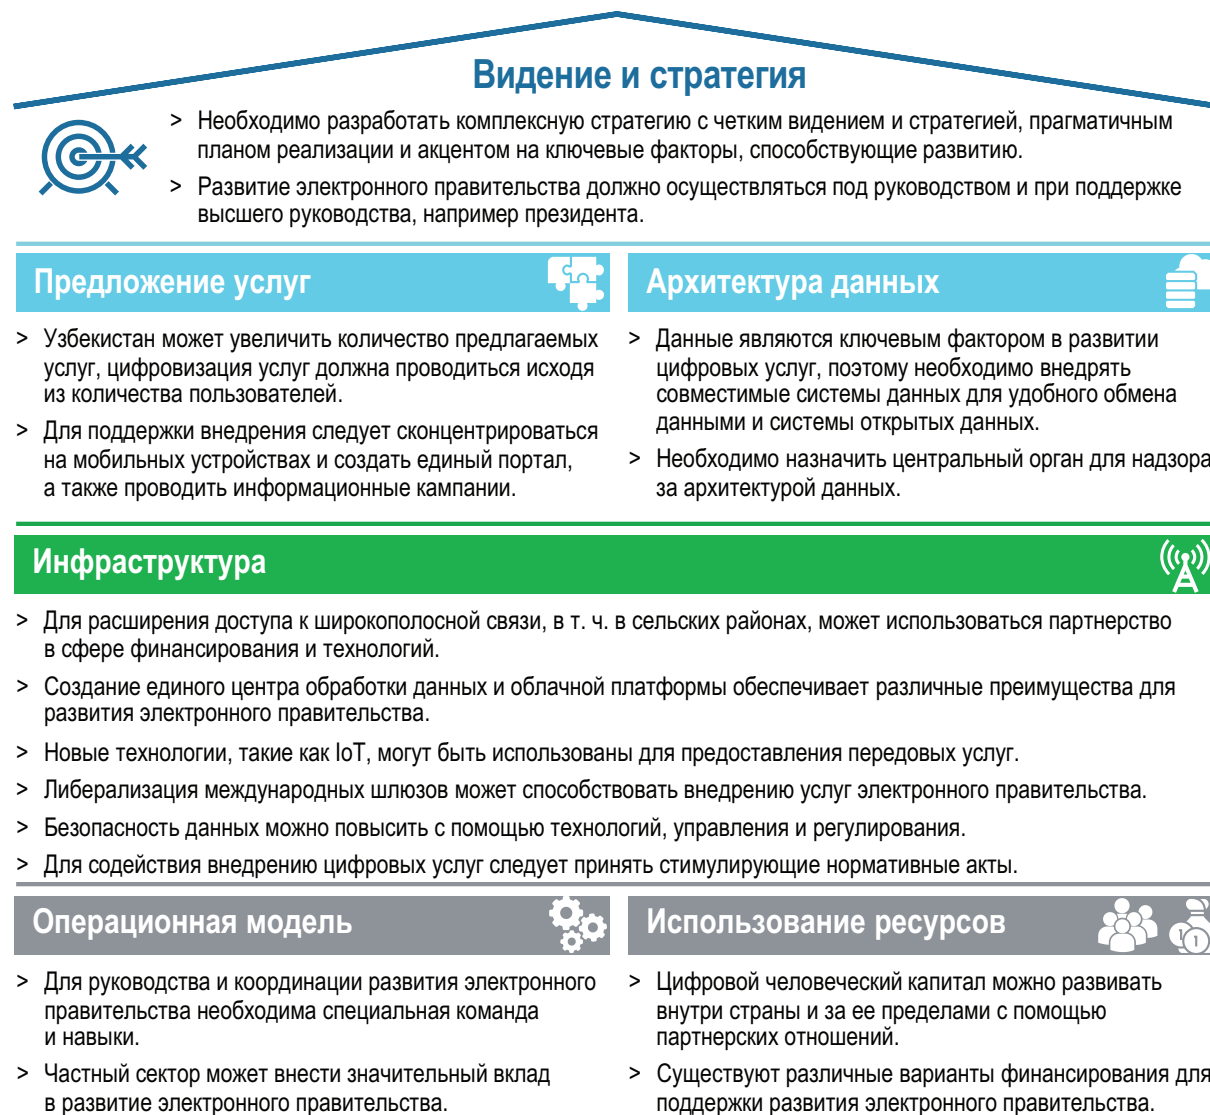 Видение и стратегия
> Необходимо разработать комплексную стратегию с четким видением и стратегией, прагматичным
планом реализации и акцентом на ключевые факторы, способствующие развитию.
> Развитие электронного правительства должно осуществляться под руководством и при поддержке
высшего руководства, например президента.
Предложение услуг
> Узбекистан может увеличить количество предлагаемых
услуг, цифровизация услуг должна проводиться исходя
из количества пользователей.
> Для поддержки внедрения следует сконцентрироваться
на мобильных устройствах и создать единый портал,
а также проводить информационные кампании.
Архитектура данных
> Данные являются ключевым фактором в развитии
цифровых услуг, поэтому необходимо внедрять
совместимые системы данных для удобного обмена
данными и системы открытых данных.
> Необходимо назначить центральный орган для надзора
за архитектурой данных.
Инфраструктура
> Для расширения доступа к широкополосной связи, в т. ч. в сельских районах, может использоваться партнерство
в сфере финансирования и технологий.
> Создание единого центра обработки данных и облачной платформы обеспечивает различные преимущества для
развития электронного правительства.
> Новые технологии, такие как IoT, могут быть использованы для предоставления передовых услуг.
> Либерализация международных шлюзов может способствовать внедрению услуг электронного правительства.
> Безопасность данных можно повысить с помощью технологий, управления и регулирования.
> Для содействия внедрению цифровых услуг следует принять стимулирующие нормативные акты.
Операционная модель
> Для руководства и координации развития электронного
правительства необходима специальная команда
и навыки.
> Частный сектор может внести значительный вклад
в развитие электронного правительства.
Использование ресурсов
1 1
> Цифровой человеческий капитал можно развивать
внутри страны и за ее пределами с помощью
партнерских отношений.
> Существуют различные варианты финансирования для
поддержки развития электронного правительства.